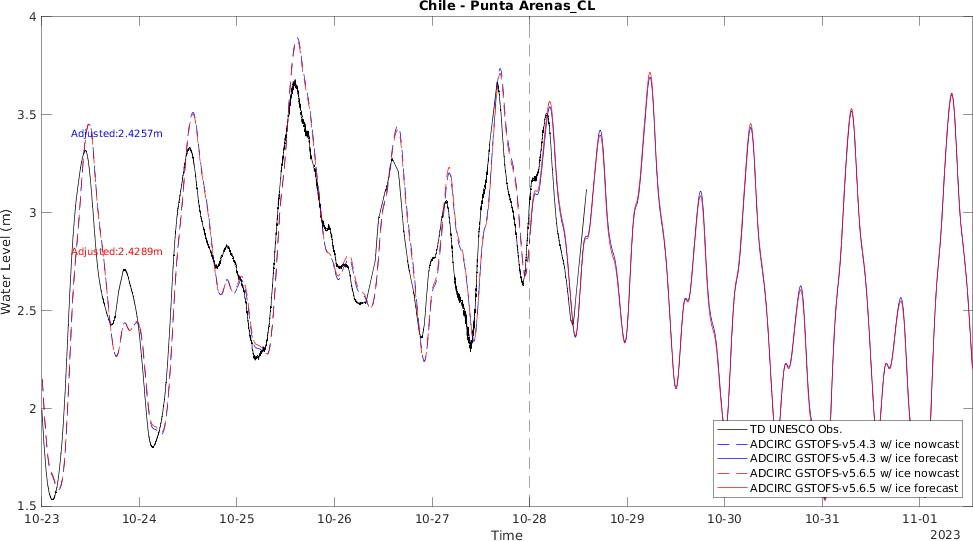 Chile - Punta Arenas_CL
4
3.5
3
2.5
2
1.5
Water Level (m)
Adjusted:2.4257m
Adjusted:2.4289m
TD UNESCO Obs.
ADCIRC GSTOFS-v5.4.3 w/ ice nowcast
ADCIRC GSTOFS-v5.4.3 w/ ice forecast
ADCIRC GSTOFS-v5.6.5 w/ ice nowcast
ADCIRC GSTOFS-v5.6.5 w/ ice forecast
10-23 10-24 10-25 10-26 10-27 10-28 10-29 10-30 10-31 11-01
Time
2023